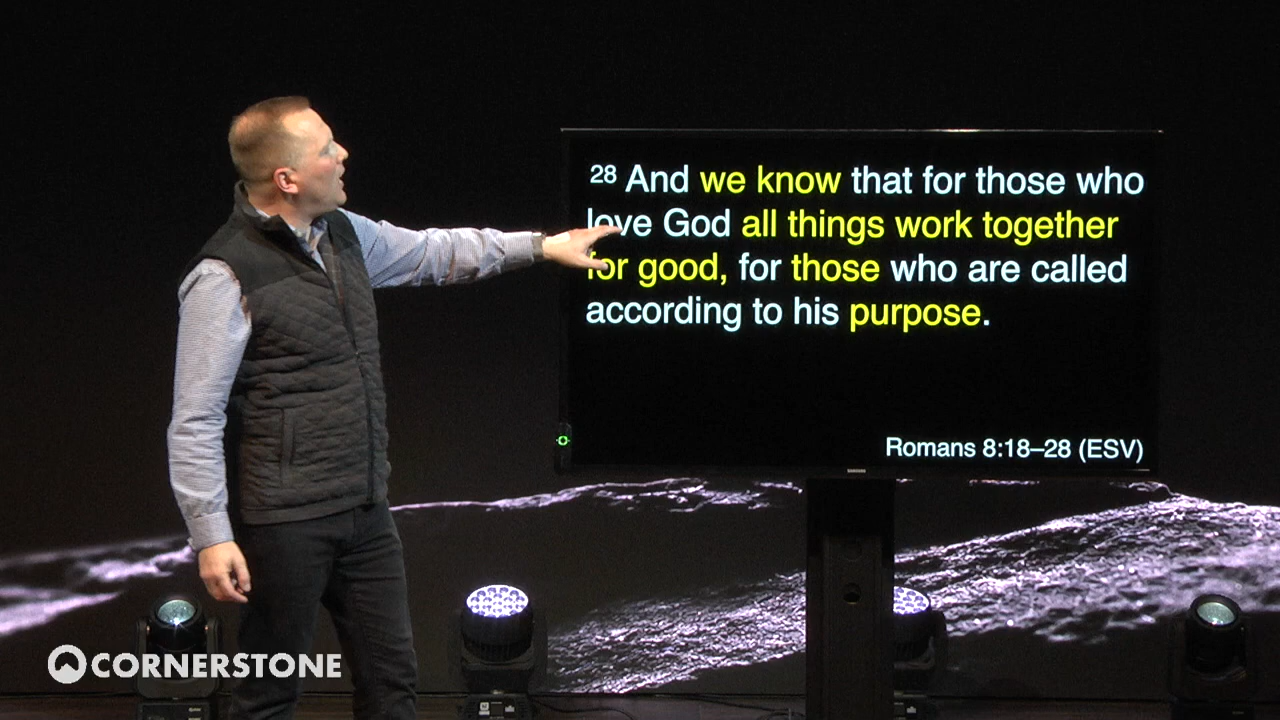 28 And we know that for those who
love God all things work together
for good, for those who are called
according to his purpose.
Romans 8:18–28 (ESV)
CORNERSTONE